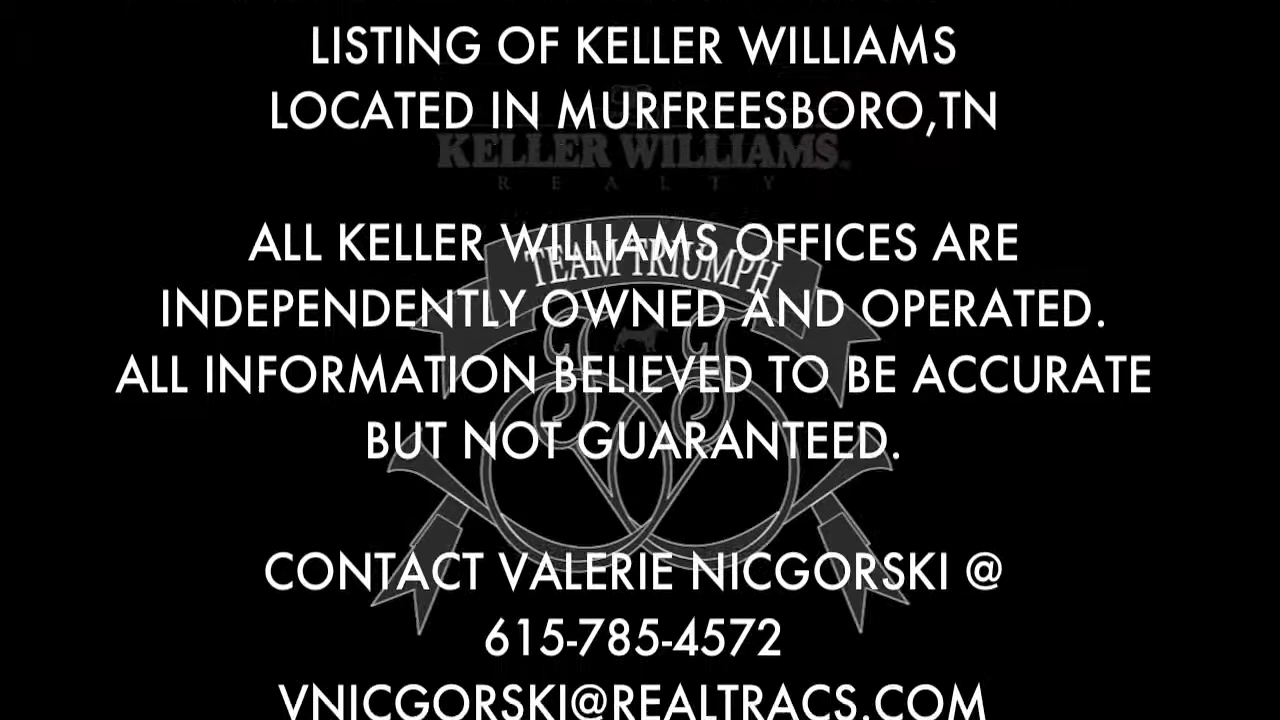 LISTING OF KELLER WILLIAMS
LOCATED IN MURFREESBORO,TN
KELLER WILLIAMS
REALTY
ALL KELLER WILLIAMS OFFICES ARE
TEAM TRIUMPH
INDEPENDENTLY OWNED AND OPERATED.
ALL INFORMATION BELIEVED TO BE ACCURATE
BUT NOT GUARANTEED.
CONTACT VALERIE NICGORSKI @
615-785-4572
VNICGORSKI@REALTRACS.COM